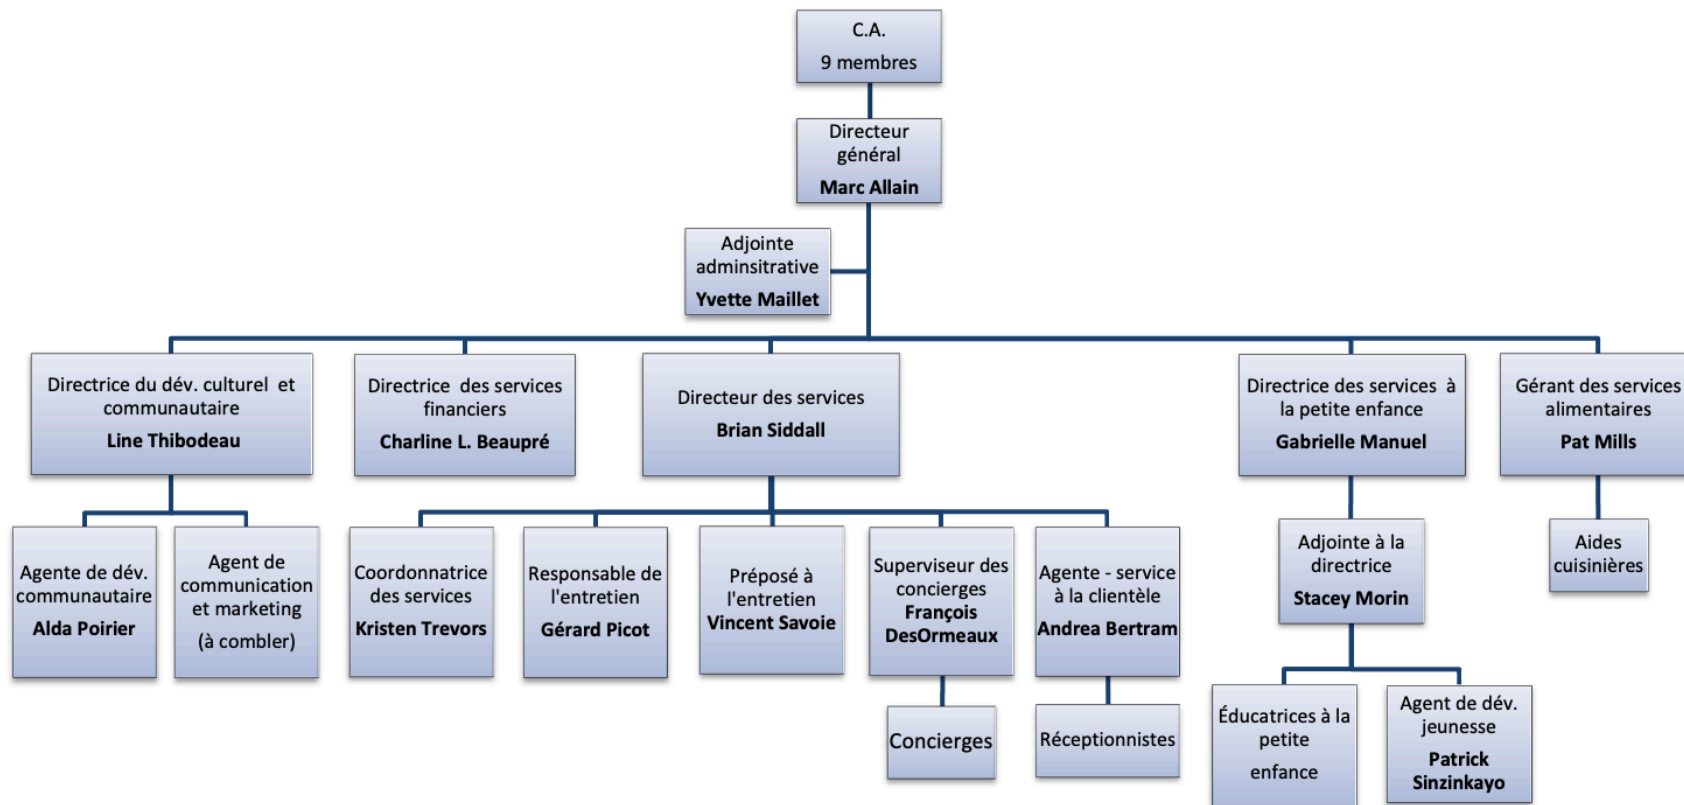 C.A.
9 membres
Directeur
général
Marc Allain
Adjointe
adminsitrative
Yvette Maillet
Directrice du dév. culturel et
communautaire
Line Thibodeau
Directrice des services
financiers
Charline L. Beaupré
Directeur des services
Brian Siddall
Directrice des services à
la petite enfance
Gabrielle Manuel
Gérant des services
alimentaires
Pat Mills
Agente de dév.
communautaire
Alda Poirier
Agent de
communication
et marketing
(à combler)
Coordonnatrice
des services
Kristen Trevors
Responsable de
l'entretien
Gérard Picot
Préposé à
l'entretien
Vincent Savoie
Superviseur des
concierges
François
DesOrmeaux
Agente - service
à la clientèle
Andrea Bertram
Adjointe à la
directrice
Stacey Morin
Aides
cuisinières
Concierges
Réceptionnistes
Éducatrices à la
petite
enfance
Agent de dév.
jeunesse
Patrick
Sinzinkayo